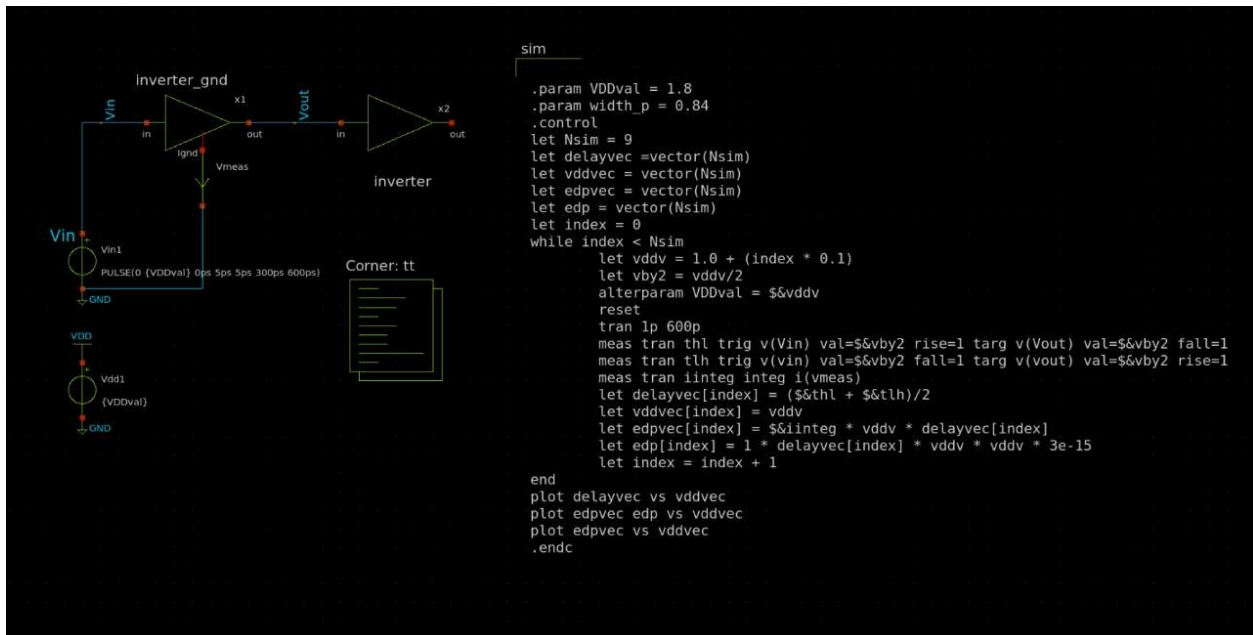 inverter_gnd
x1
Vin
in
out
Ignd
Vmeas
Vout
x2
in
out
inverter
Vin
Vin1
PULSE(0 {VDDval} 0ps 5ps 5ps 300ps 600ps)
GND
VDD
Vdd1
{VDDval}
GND
Corner: tt
sim
.param VDDval = 1.8
.param width_p = 0.84
.control
let Nsim = 9
let delayvec =vector(Nsim)
let vddvec = vector(Nsim)
let edpvec = vector(Nsim)
let edp = vector(Nsim)
let index = 0
while index < Nsim
let vddv = 1.0 + (index * 0.1)
let vby2 = vddv/2
alterparam VDDval = $&vddv
reset
tran 1p 600p
meas tran thl trig v(Vin) val=$&vby2 rise=1 targ v(Vout) val=$&vby2 fall=1
meas tran tlh trig v(vin) val=$&vby2 fall=1 targ v(vout) val=$&vby2 rise=1
meas tran iinteg integ i(vmeas)
let delayvec[index] = ($&thl + $&tlh)/2
let vddvec[index] = vddv
let edpvec[index] = $&iinteg * vddv * delayvec[index]
let edp[index] = 1 * delayvec[index] * vddv * vddv * 3e-15
let index = index + 1
end
plot delayvec vs vddvec
plot edpvec edp vs vddvec
plot edpvec vs vddvec
.endc